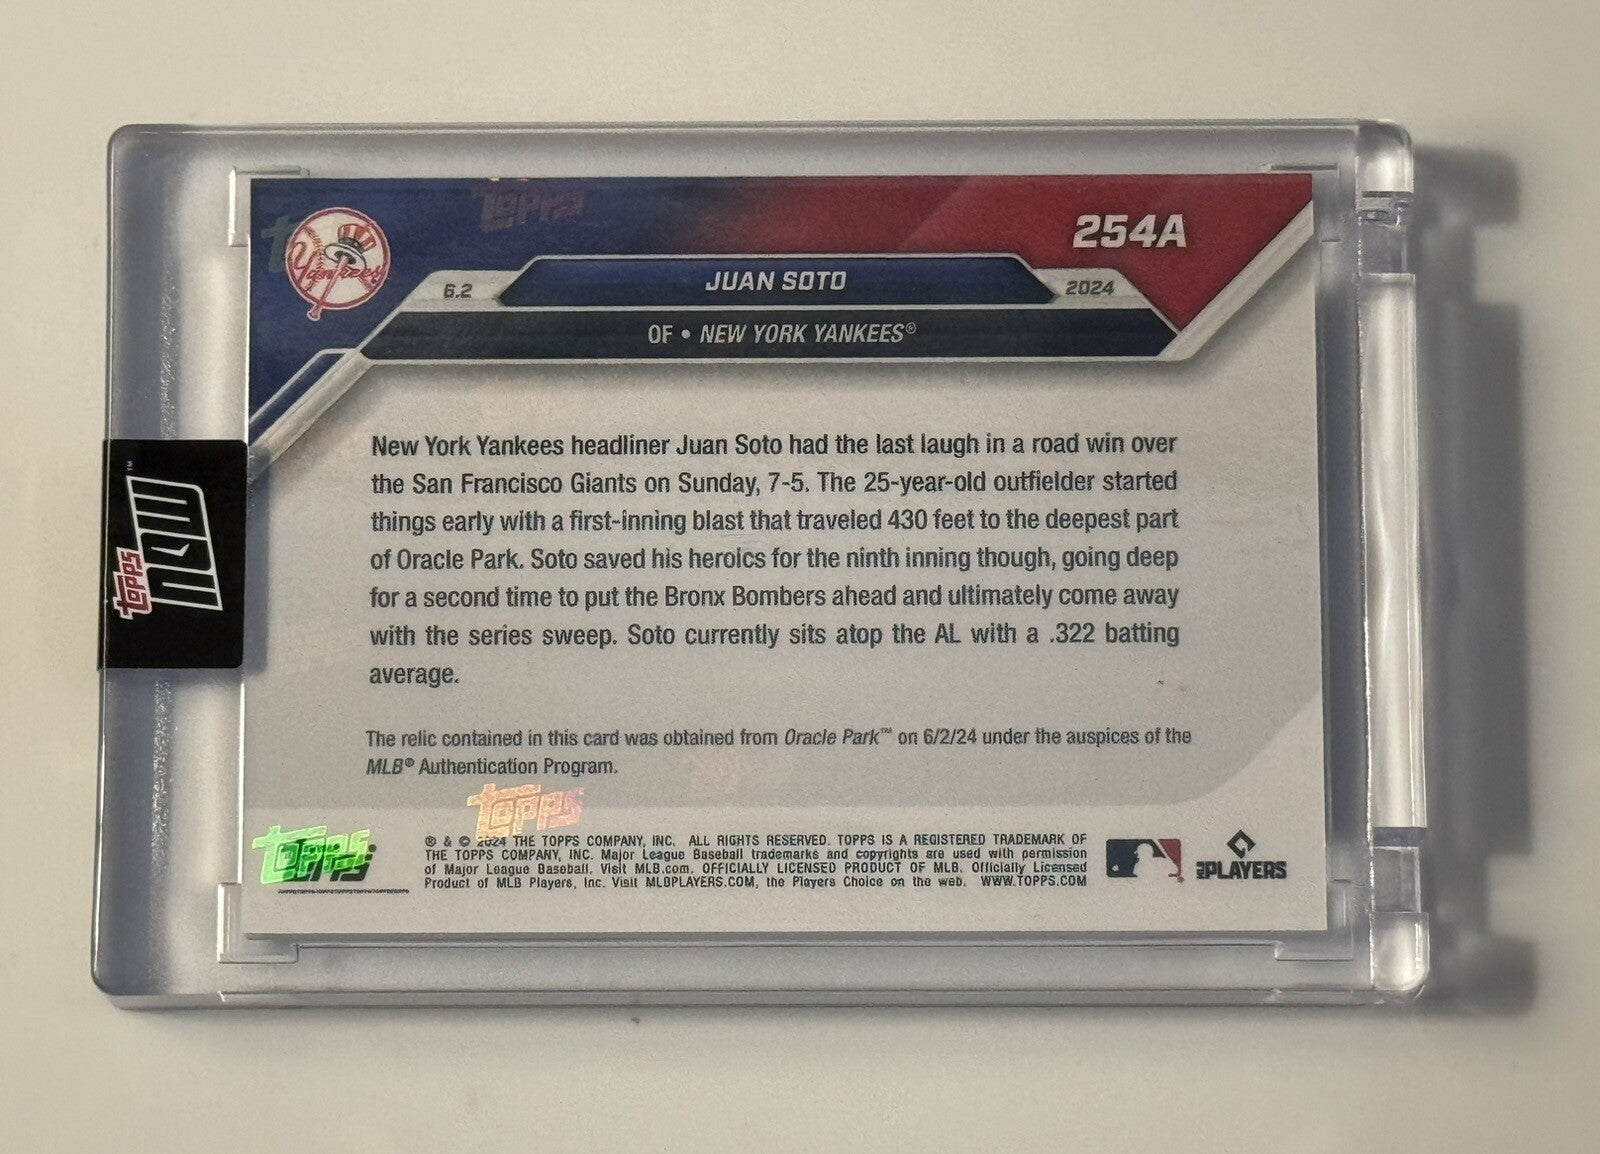 Yankees
topps
254A
6.2
JUAN SOTO
2024
OF • NEW YORK YANKEES®
New York Yankees headliner Juan Soto had the last laugh in a road win over
the San Francisco Giants on Sunday, 7-5. The 25-year-old outfielder started
things early with a first-inning blast that traveled 430 feet to the deepest part
of Oracle Park. Soto saved his heroics for the ninth inning though, going deep
for a second time to put the Bronx Bombers ahead and ultimately come away
with the series sweep. Soto currently sits atop the AL with a .322 batting
average.
The relic contained in this card was obtained from Oracle Park™ on 6/2/24 under the auspices of the
MLB® Authentication Program.
topps
topps
® & © 2024 THE TOPPS COMPANY, INC. ALL RIGHTS RESERVED. TOPPS IS A REGISTERED TRADEMARK OF
THE TOPPS COMPANY, INC. Major League Baseball trademarks and copyrights are used with permission
of Major League Baseball. Visit MLB.com. OFFICIALLY LICENSED PRODUCT OF MLB. Officially Licensed
Product of MLB Players, Inc. Visit MLBPLAYERS.COM, the Players Choice on the web. WWW.TOPPS.COM
MLB PLAYERS
topps NOW™